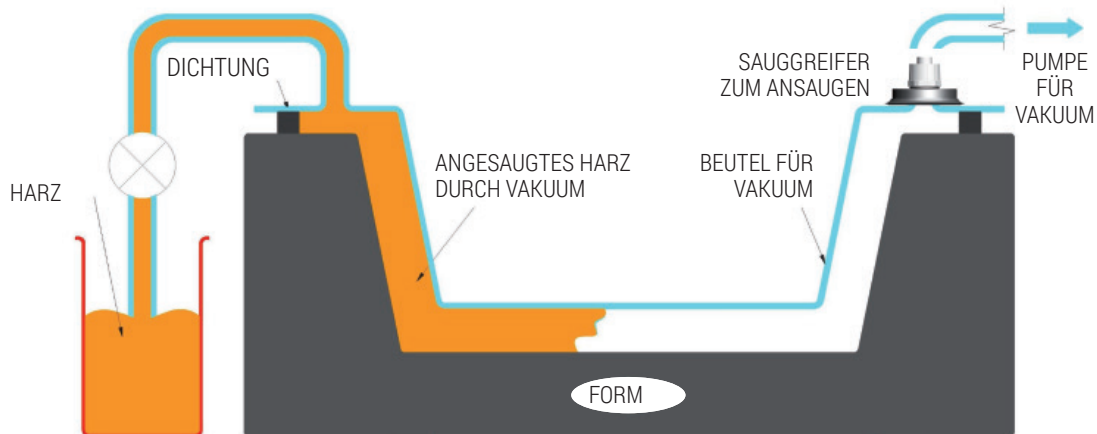 DICHTUNG
SAUGGREIFER
ZUM ANSAUGEN
PUMPE
FÜR
VAKUUM
HARZ
ANGESAUGTES HARZ
DURCH VAKUUM
BEUTEL FÜR
VAKUUM
FORM